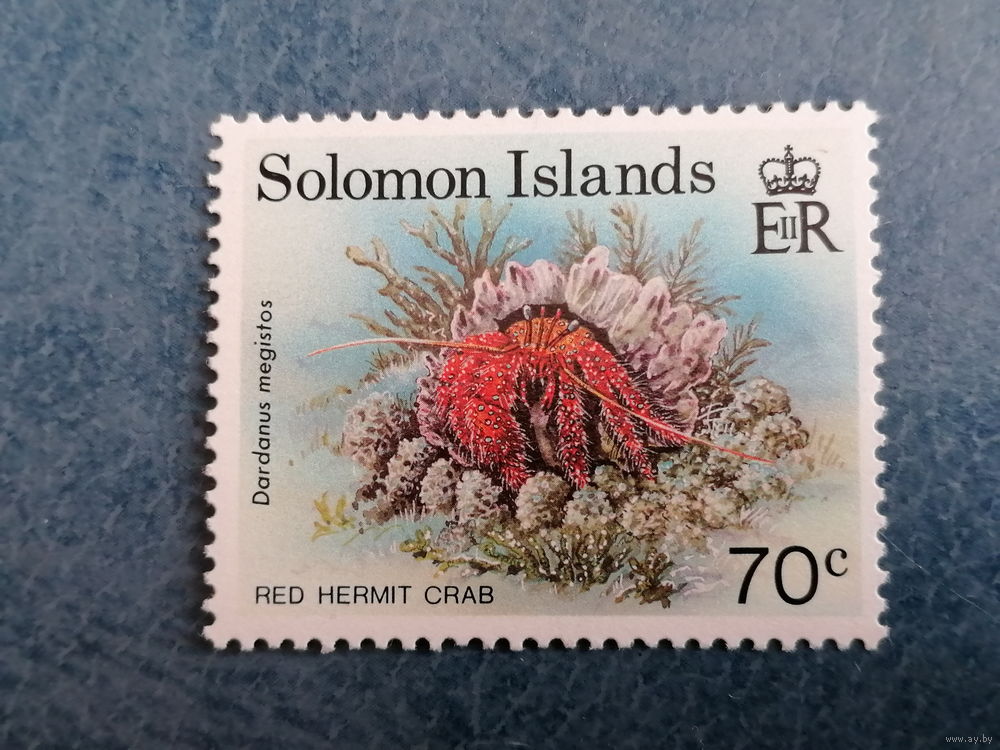 Solomon Islands
EIIR
Dardanus megistos
RED HERMIT CRAB
70c
www.ay.by